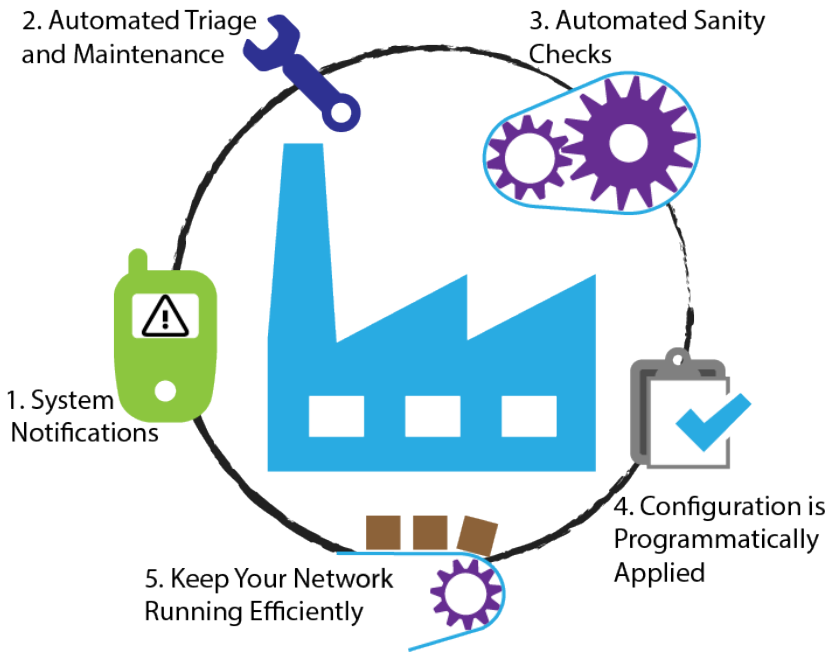 2. Automated Triage
and Maintenance
3. Automated Sanity
Checks
1. System
Notifications
4. Configuration is
Programmatically
Applied
5. Keep Your Network
Running Efficiently